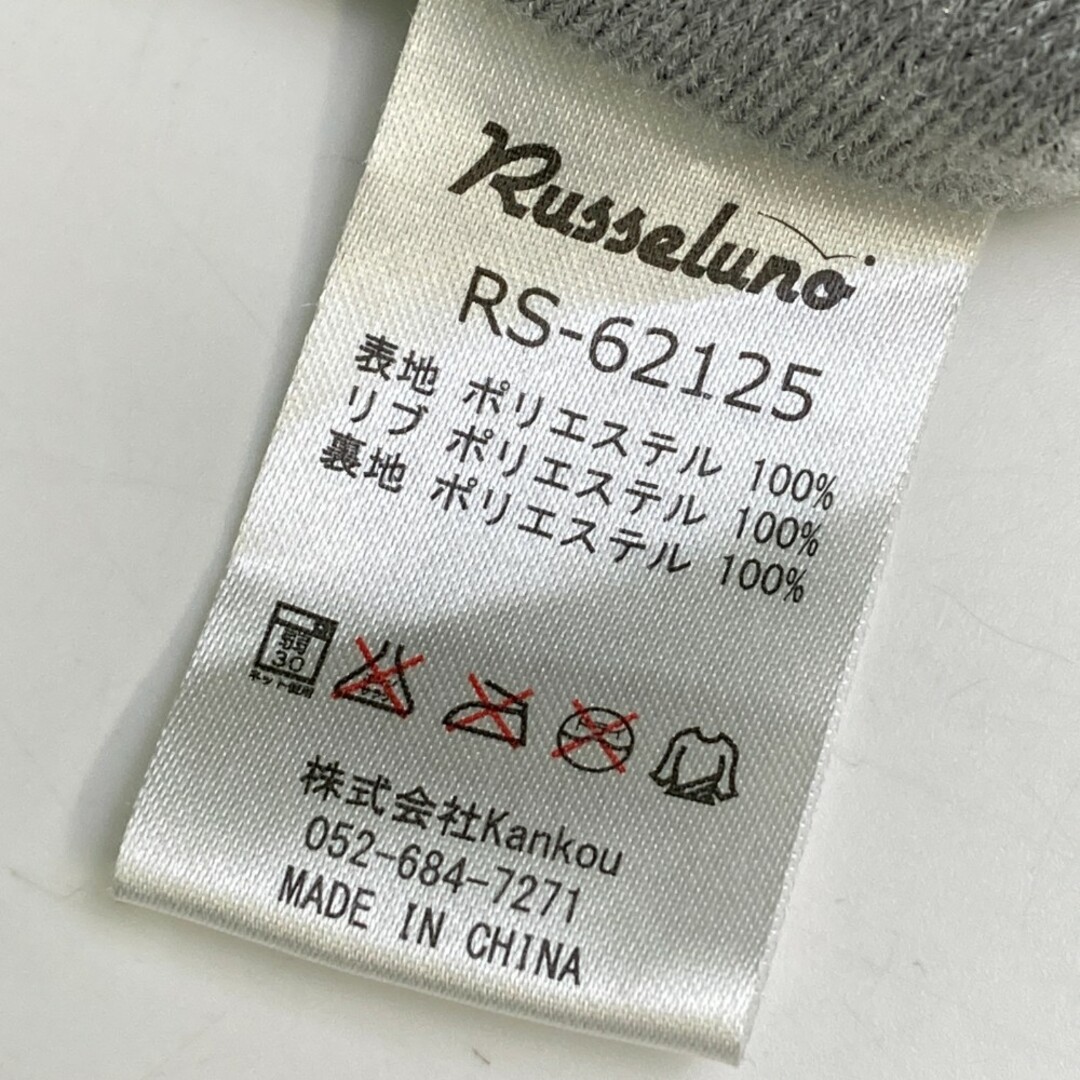 Russeluno
RS-62125
表地 ポリエステル 100%
リブ ポリエステル 100%
裏地 ポリエステル 100%
弱
30
ネット使用
株式会社Kankou
052-684-7271
MADE IN CHINA